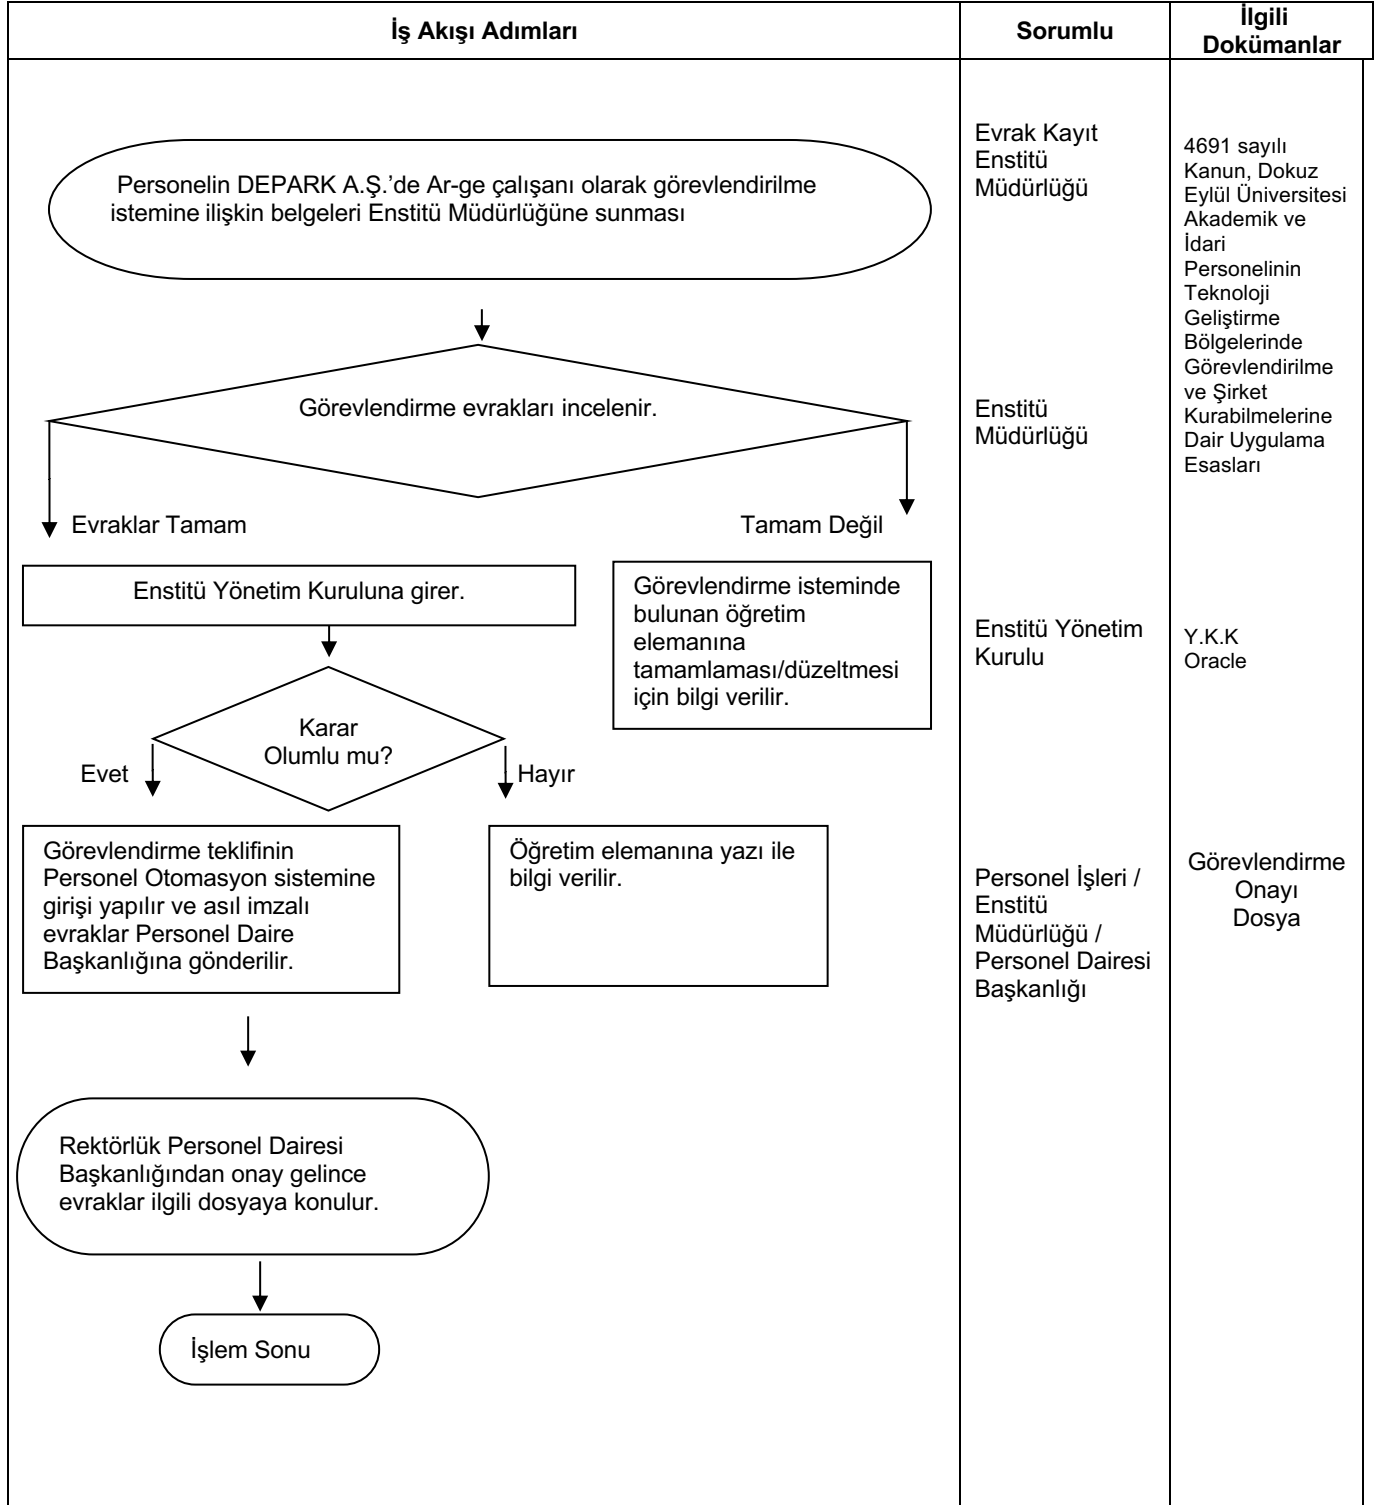 İş Akışı Adımları
Sorumlu
İlgili
Dokümanlar
Personelin DEPARK A.Ş.’de Ar-ge çalışanı olarak görevlendirilme
istemine ilişkin belgeleri Enstitü Müdürlüğüne sunması
Evrak Kayıt
Enstitü
Müdürlüğü
4691 sayılı
Kanun, Dokuz
Eylül Üniversitesi
Akademik ve
İdari
Personelinin
Teknoloji
Geliştirme
Bölgelerinde
Görevlendirilme
ve Şirket
Kurabilmelerine
Dair Uygulama
Esasları
Görevlendirme evrakları incelenir.
Enstitü
Müdürlüğü
Evraklar Tamam
Tamam Değil
Enstitü Yönetim Kuruluna girer.
Görevlendirme isteminde
bulunan öğretim
elemanına
tamamlaması/düzeltmesi
için bilgi verilir.
Enstitü Yönetim
Kurulu
Y.K.K
Oracle
Karar
Olumlu mu?
Evet
Hayır
Görevlendirme teklifinin
Personel Otomasyon sistemine
girişi yapılır ve asıl imzalı
evraklar Personel Daire
Başkanlığına gönderilir.
Öğretim elemanına yazı ile
bilgi verilir.
Personel İşleri /
Enstitü
Müdürlüğü /
Personel Dairesi
Başkanlığı
Görevlendirme
Onayı
Dosya
Rektörlük Personel Dairesi
Başkanlığından onay gelince
evraklar ilgili dosyaya konulur.
İşlem Sonu